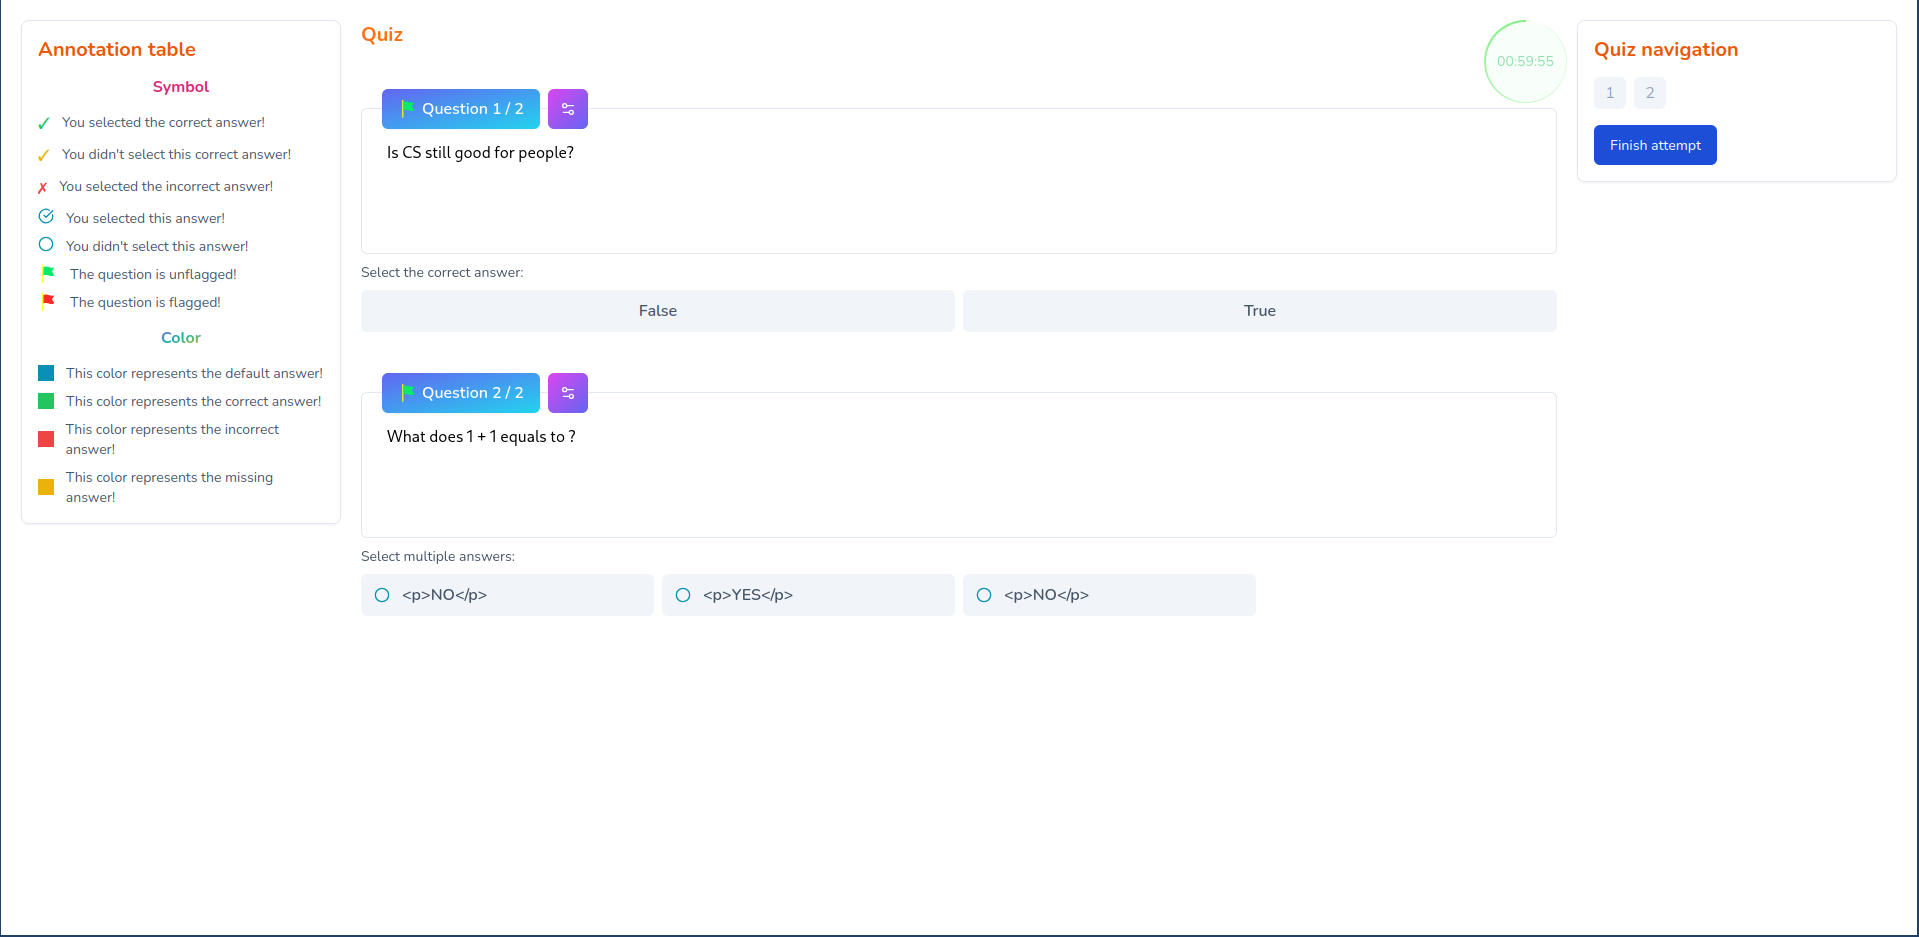 Annotation table
Symbol
✓ You selected the correct answer!
✓ You didn't select this correct answer!
✗ You selected the incorrect answer!
You selected this answer!
You didn't select this answer!
The question is unflagged!
The question is flagged!
Color
This color represents the default answer!
This color represents the correct answer!
This color represents the incorrect
answer!
This color represents the missing
answer!
Quiz
00:59:55
Question 1 / 2
Is CS still good for people?
Select the correct answer:
False
True
Question 2 / 2
What does 1 + 1 equals to ?
Select multiple answers:
<p>NO</p>
<p>YES</p>
<p>NO</p>
Quiz navigation
1 2
Finish attempt